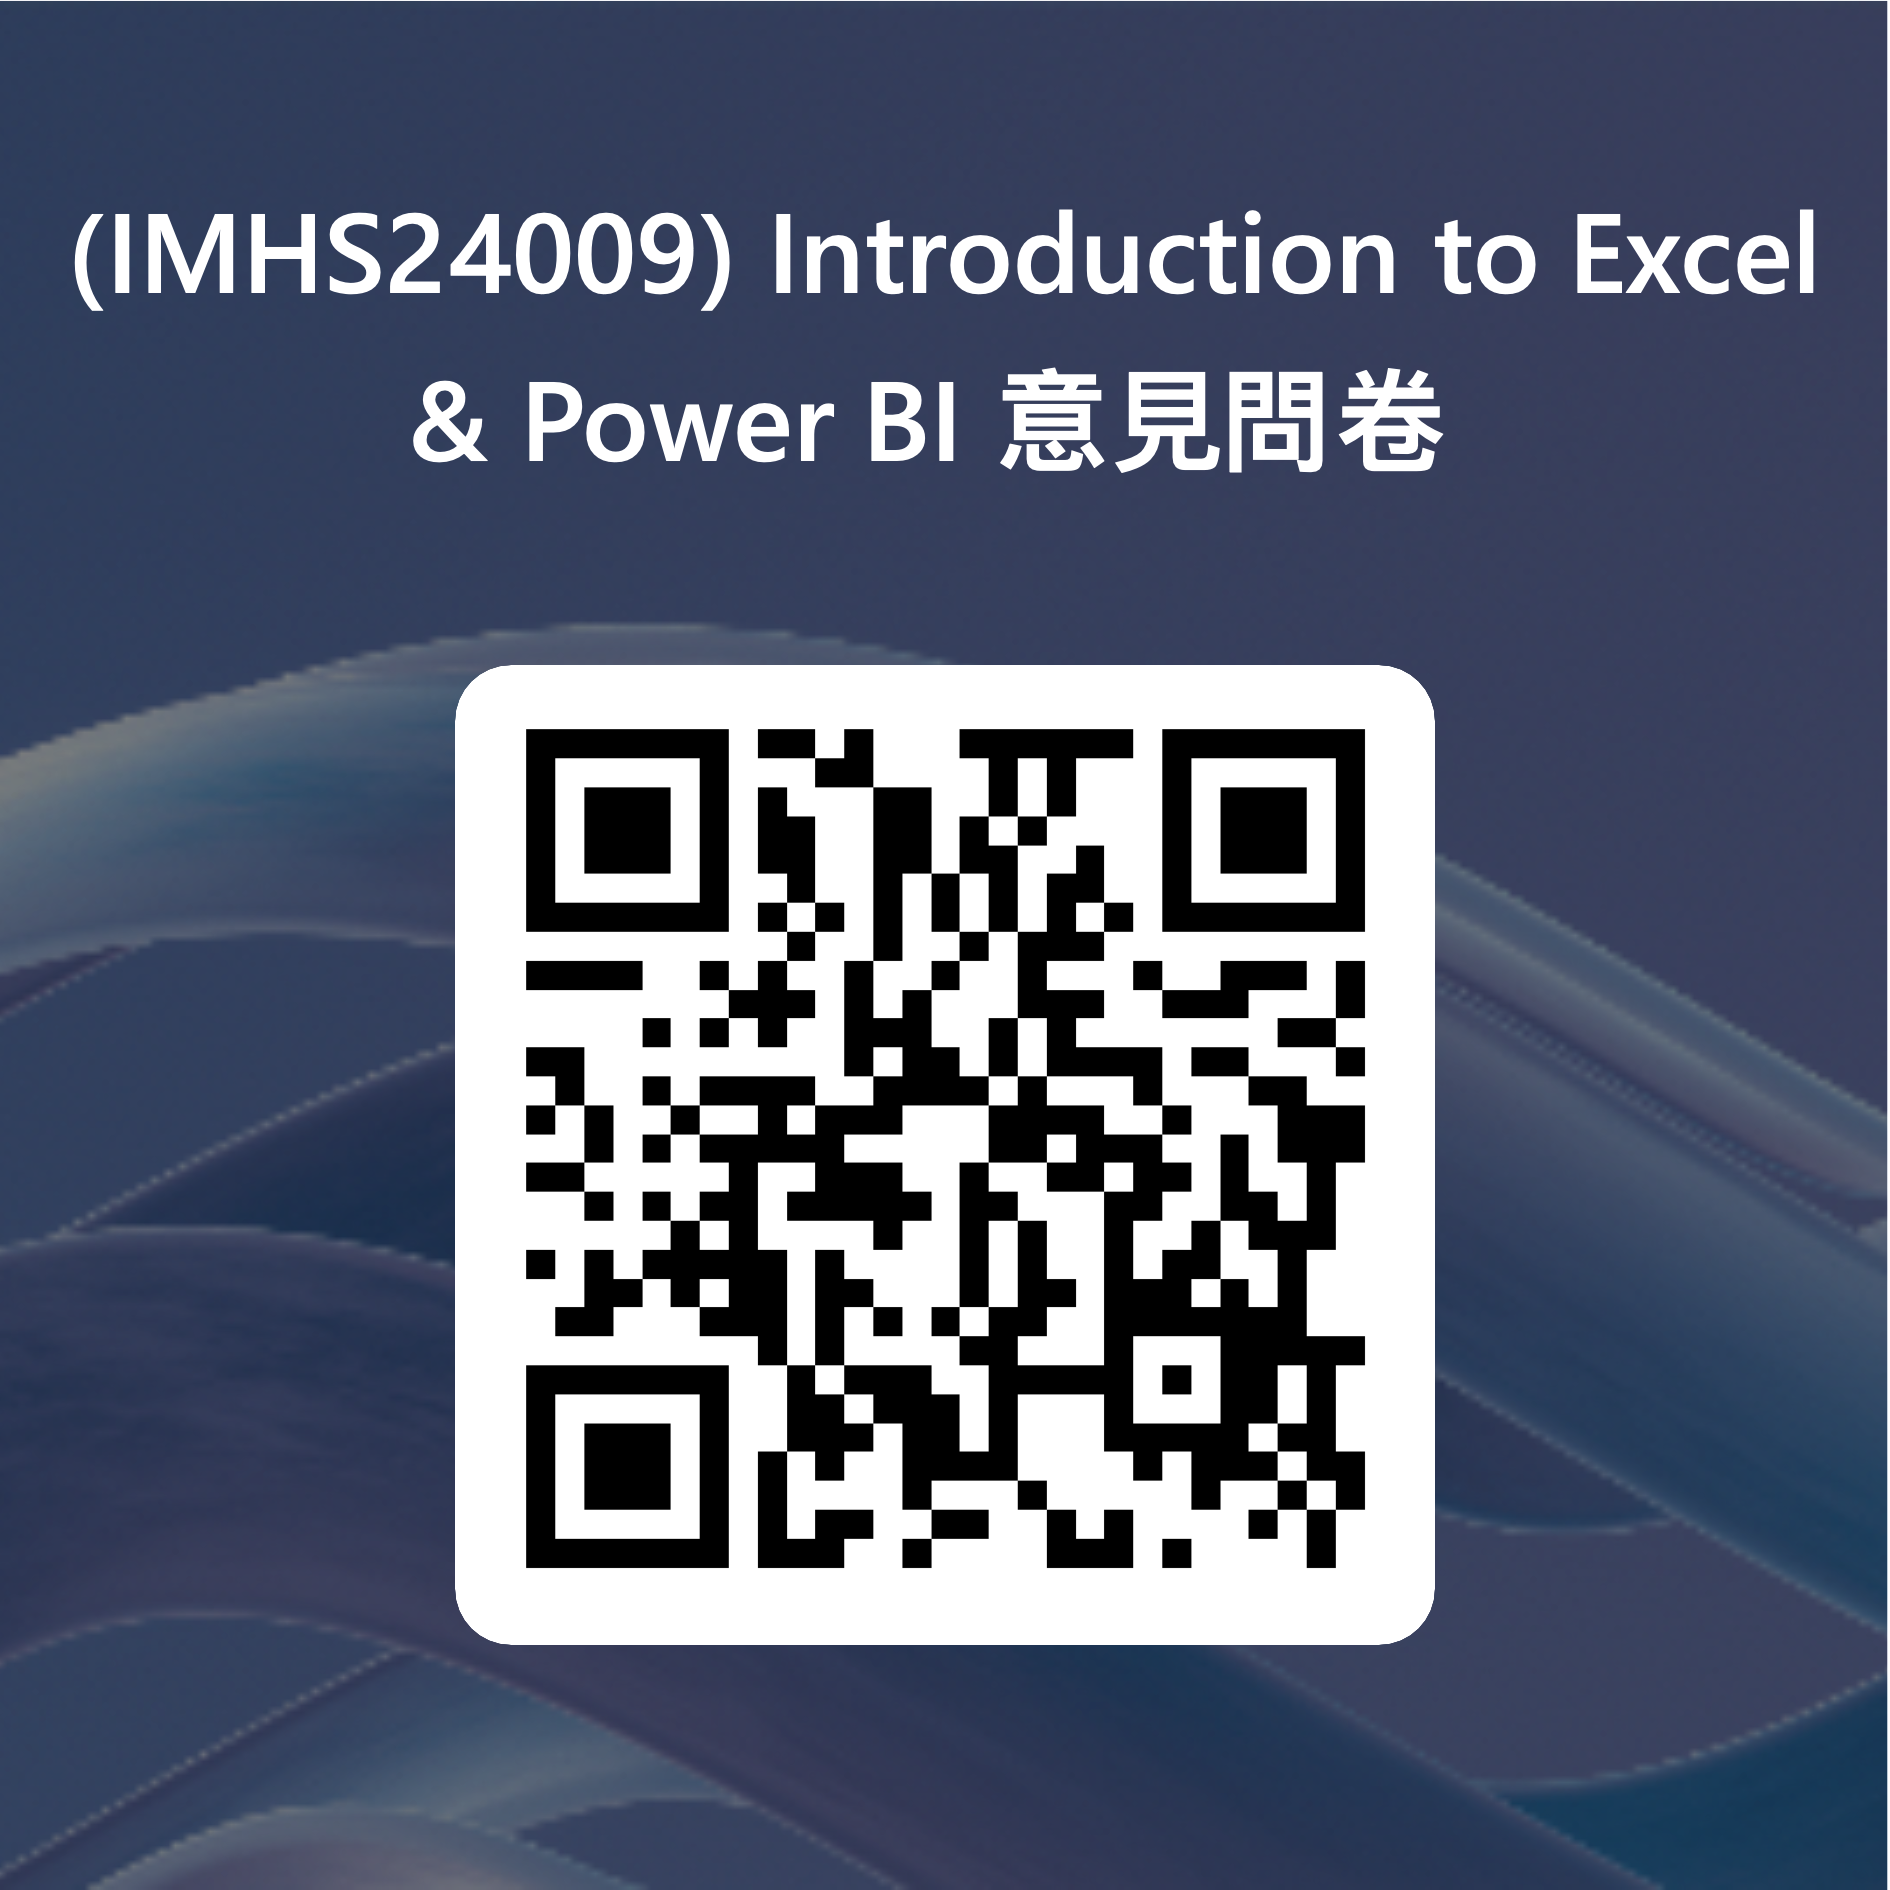 (IMHS24009) Introduction to Excel
& Power BI 意見問卷